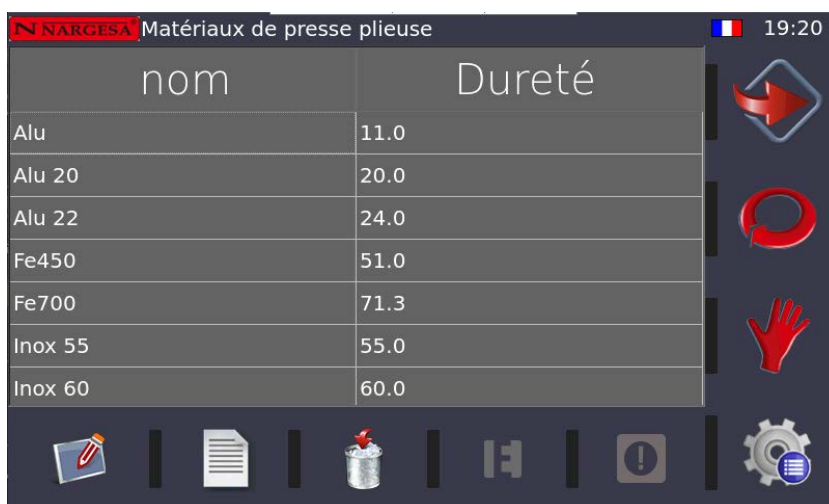 NARGESA Matériaux de presse plieuse 19:20
nom Dureté
Alu 11.0
Alu 20 20.0
Alu 22 24.0
Fe450 51.0
Fe700 71.3
Inox 55 55.0
Inox 60 60.0